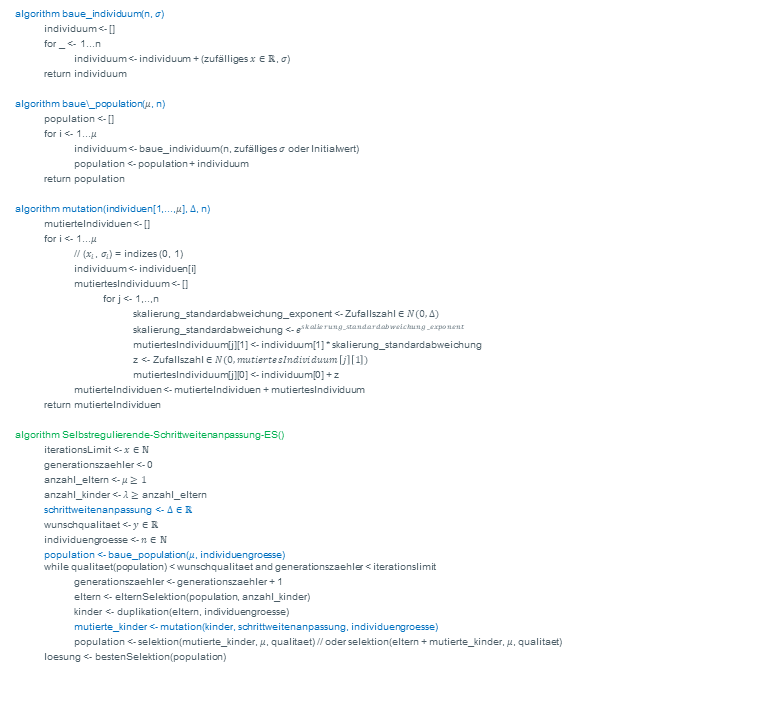 algorithm baue_individuum(n, σ)
individuum <- []
for _ <- 1...n
individuum <- individuum + (zufälliges x ∈ ℝ, σ)
return individuum
algorithm baue\_population(μ, n)
population <- []
for i <- 1...μ
individuum <- baue_individuum(n, zufälliges σ oder Initialwert)
population <- population + individuum
return population
algorithm mutation(individuen[1,...,μ], Δ, n)
mutierteIndividuen <- []
for i <- 1...μ
// (xᵢ, σᵢ) = indizes (0, 1)
individuum <- individuen[i]
mutiertesIndividuum <- []
for j <- 1,..,n
skalierung_standardabweichung_exponent <- Zufallszahl ∈ N(0, Δ)
skalierung_standardabweichung <- e^skalierung_standardabweichung_exponent
mutiertesIndividuum[j][1] <- individuum[1] * skalierung_standardabweichung
z <- Zufallszahl ∈ N(0, mutiertesIndividuum[j][1])
mutiertesIndividuum[j][0] <- individuum[0] + z
mutierteIndividuen <- mutierteIndividuen + mutiertesIndividuum
return mutierteIndividuen
algorithm Selbstregulierende-Schrittweitenanpassung-ES()
iterationsLimit <- x ∈ ℕ
generationszaehler <- 0
anzahl_eltern <- μ ≥ 1
anzahl_kinder <- λ ≥ anzahl_eltern
schrittweitenanpassung <- Δ ∈ ℝ
wunschqualitaet <- y ∈ ℝ
individuengroesse <- n ∈ ℕ
population <- baue_population(μ, individuengroesse)
while qualitaet(population) < wunschqualitaet and generationszaehler < iterationslimit
generationszaehler <- generationszaehler + 1
eltern <- elternSelektion(population, anzahl_kinder)
kinder <- duplikation(eltern, individuengroesse)
mutierte_kinder <- mutation(kinder, schrittweitenanpassung, individuengroesse)
population <- selektion(mutierte_kinder, μ, qualitaet) // oder selektion(eltern + mutierte_kinder, μ, qualitaet)
loesung <- bestenSelektion(population)